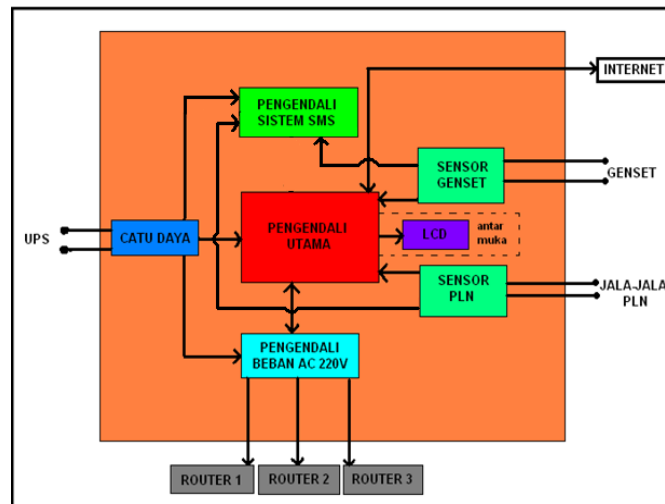 INTERNET
PENGENDALI
SISTEM SMS
SENSOR
GENSET
GENSET
PENGENDALI
UTAMA
LCD
antar
muka
UPS
CATU DAYA
SENSOR
PLN
JALA-JALA
PLN
PENGENDALI
BEBAN AC 220V
ROUTER 1
ROUTER 2
ROUTER 3